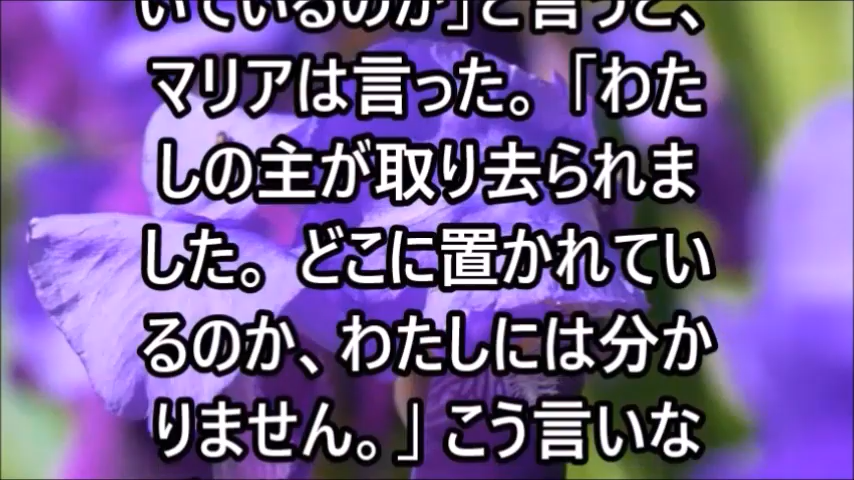 いているのか」と言うと、
マリアは言った。「わた
しの主が取り去られま
した。どこに置かれてい
るのか、わたしには分か
りません。」こう言いな